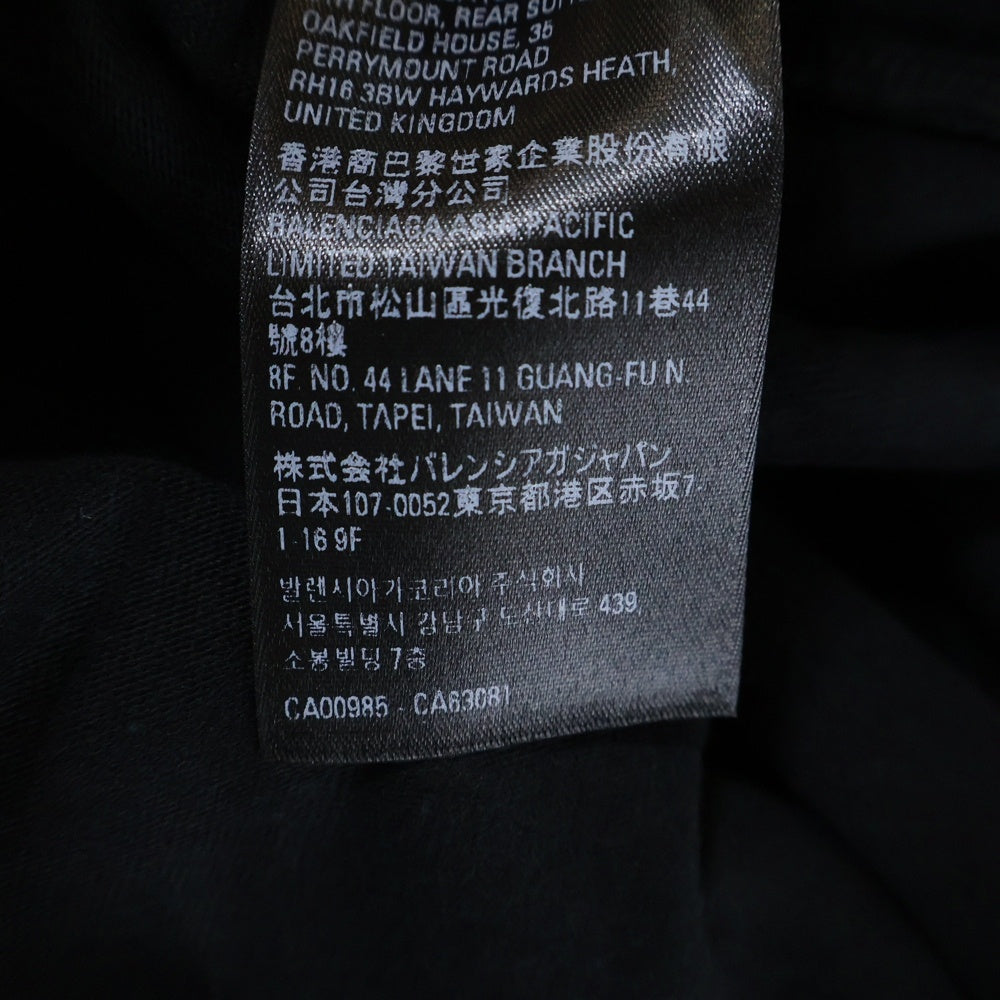 FLOOR, REAR
OAKFIELD HOUSE, 35
PERRYMOUNT ROAD
RH16 3BW HAYWARDS HEATH,
UNITED KINGDOM
香港商巴黎世家企業股份有限
公司台灣分公司
BALENCIAGA ASIA PACIFIC
LIMITED TAIWAN BRANCH
台北市松山區光復北路11巷44
號8樓
8F. NO. 44 LANE 11 GUANG-FU N.
ROAD, TAPEI, TAIWAN
株式会社バレンシアガジャパン
日本107-0052東京都港区赤坂7
1-16 9F
발렌시아가코리아 주식회사
서울특별시 강남구 도산대로 439,
소봉빌딩 7층
CA00985 - CA63081